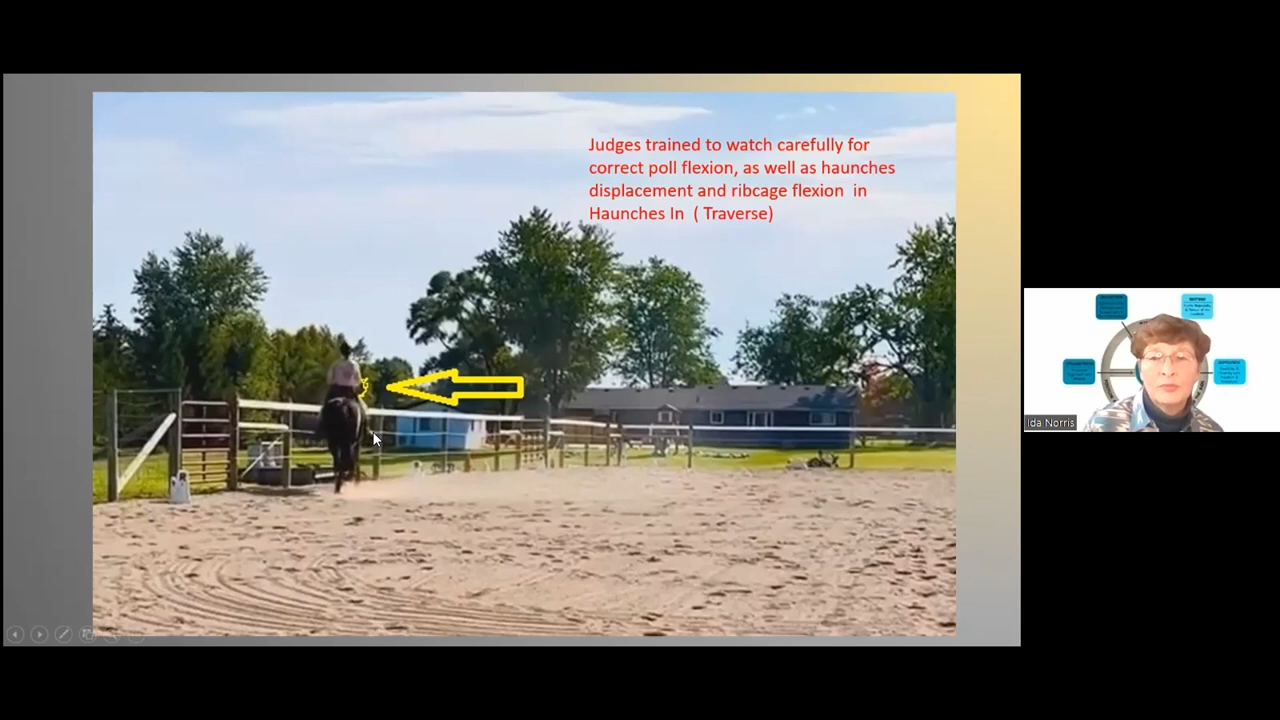 Judges trained to watch carefully for
correct poll flexion, as well as haunches
displacement and ribcage flexion  in
Haunches In  ( Traverse)
Ida Norris